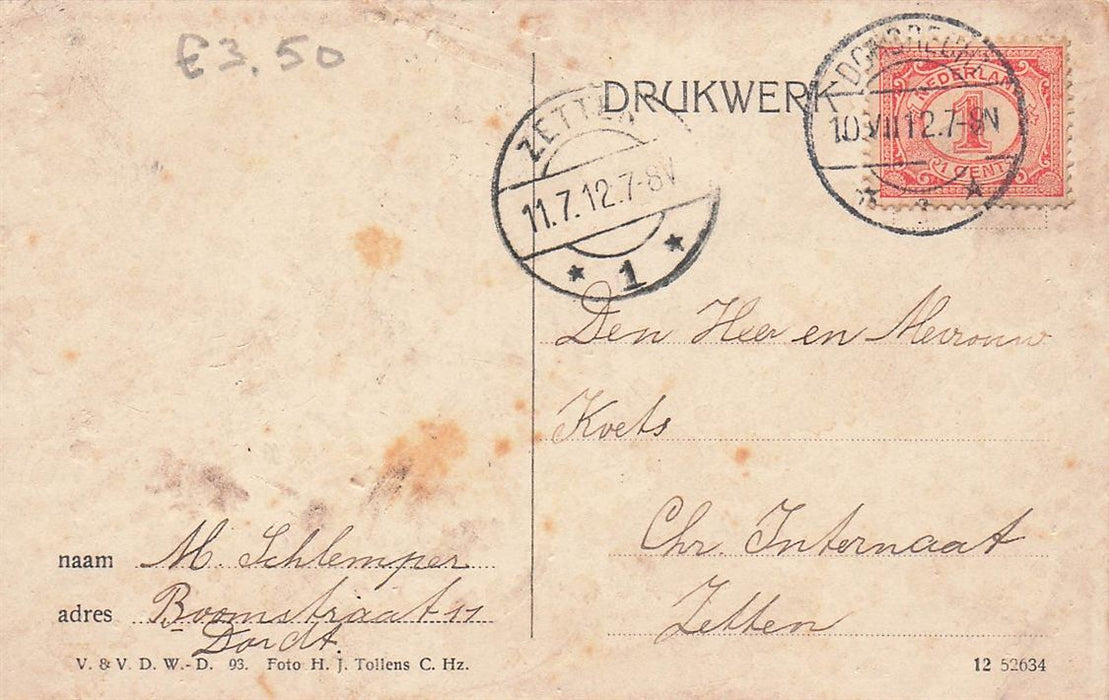 €3.50
DRUKWERK
DORDRECHT
10 VII 12.7-8N
NEDERLAND
1
1 CENT
ZETTEN
11.7.12.7-8V
1
Den Heer en Mevrouw
Koets
Chr. Internaat
Zetten
naam M. Schlemper
adres Boomstraat 11
Dordt.
V. & V. D. W.-D. 93. Foto H. J. Tollens C. Hz.
12 52634